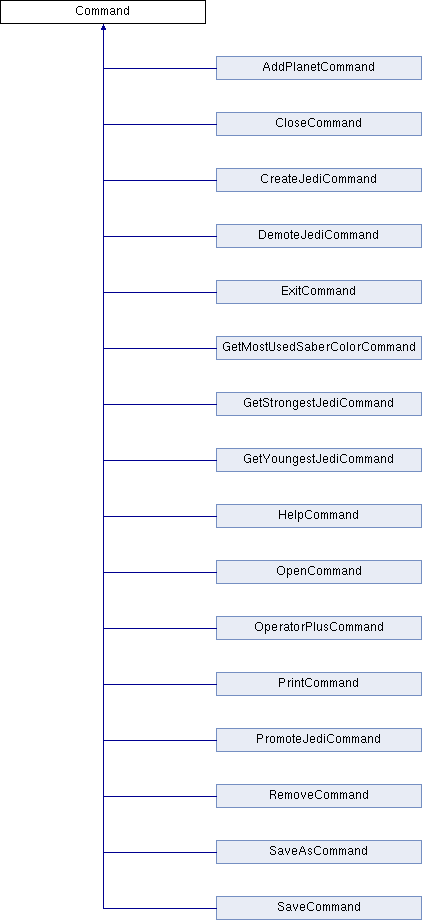 Command
AddPlanetCommand
CloseCommand
CreateJediCommand
DemoteJediCommand
ExitCommand
GetMostUsedSaberColorCommand
GetStrongestJediCommand
GetYoungestJediCommand
HelpCommand
OpenCommand
OperatorPlusCommand
PrintCommand
PromoteJediCommand
RemoveCommand
SaveAsCommand
SaveCommand